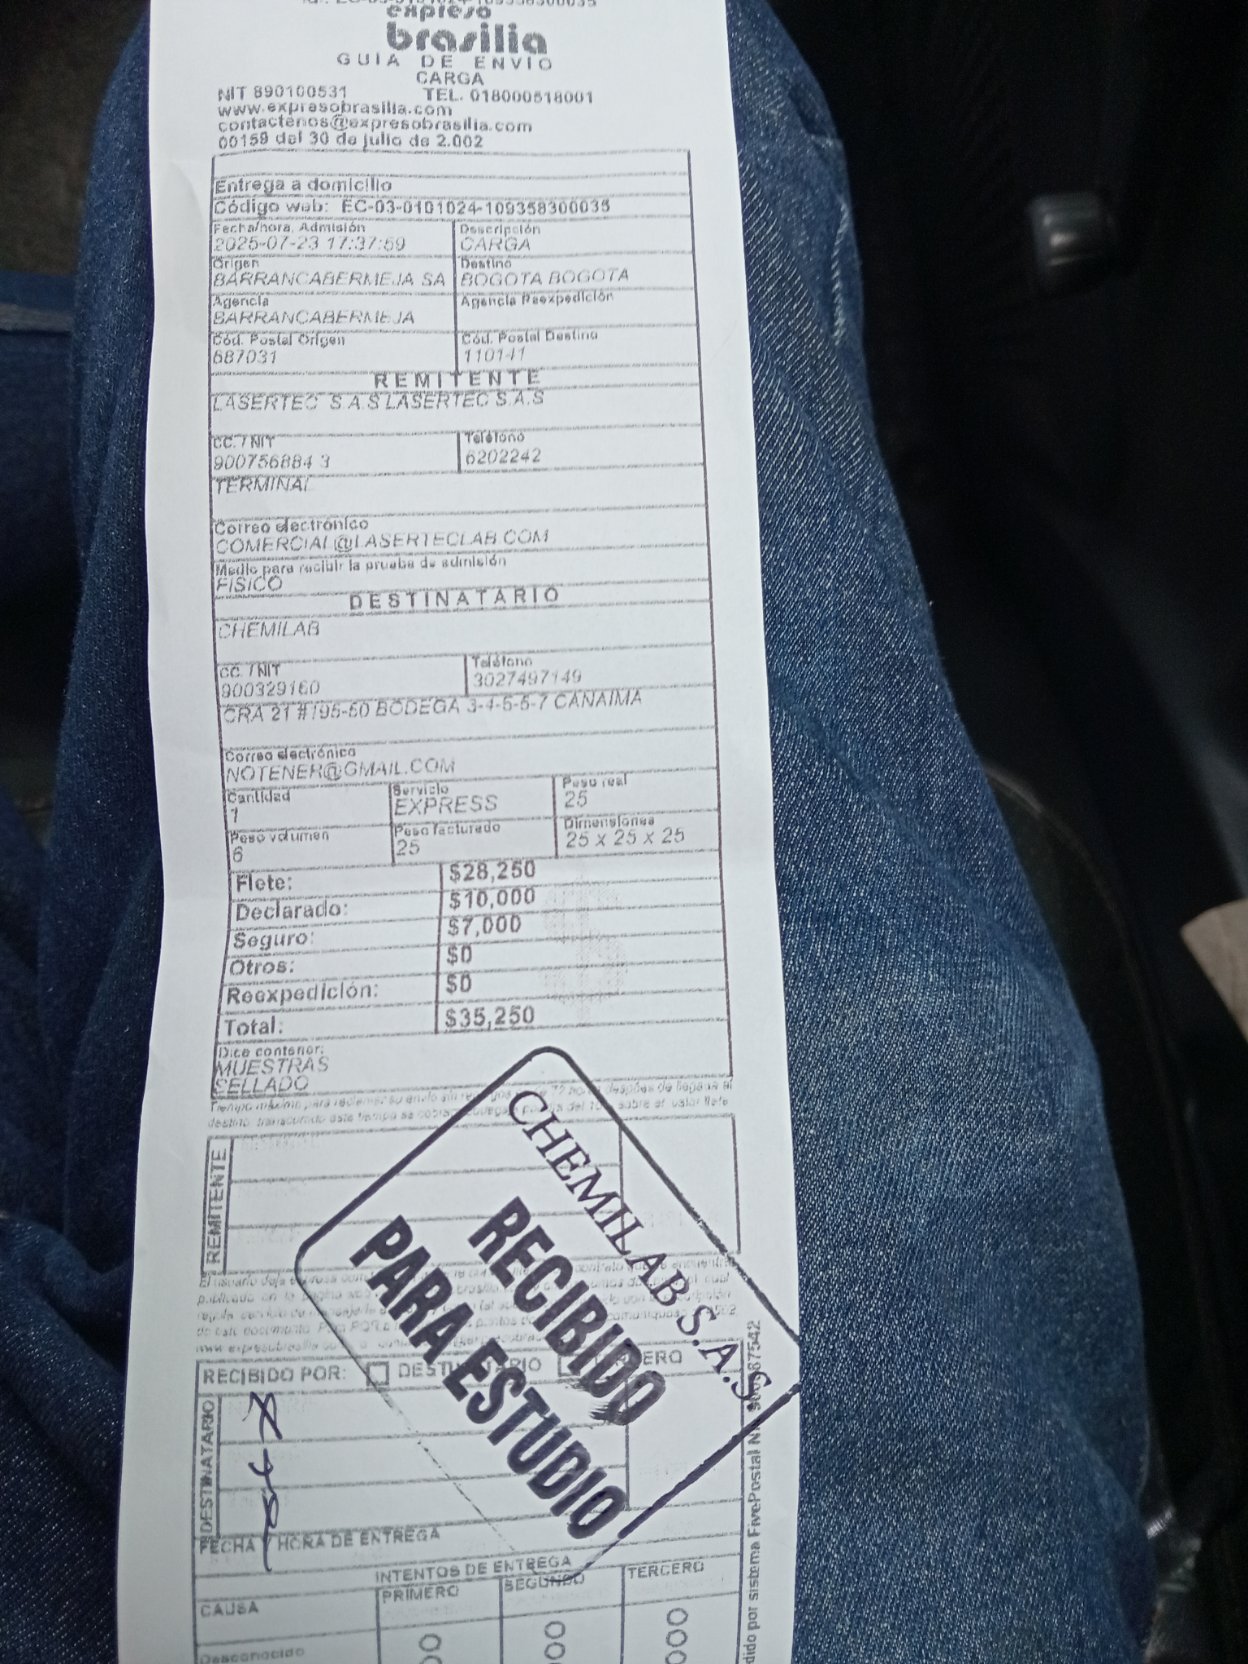 expreso
brasilia
GUIA DE ENVIO
CARGA
NIT 890100531 TEL. 018000518001
www.expresobrasilia.com
contactenos@expresobrasilia.com
00159 del 30 de julio de 2.002
Entrega a domicilio
Código web: EC-03-0101024-109358300035
Fecha/hora, Admisión Descripción
2025-07-23 17:37:59 CARGA
Origen Destino
BARRANCABERMEJA SA BOGOTA BOGOTA
Agencia Agencia Reexpedición
BARRANCABERMEJA
Cód. Postal Origen Cód. Postal Destino
687031 110141
REMITENTE
LASERTEC S.A.S LASERTEC S.A.S
CC. / NIT Teléfono
900756884 3 6202242
TERMINAL
Correo electrónico
COMERCIAL@LASERTECLAB.COM
Medio para recibir la prueba de admisión
FISICO
DESTINATARIO
CHEMILAB
CC. / NIT Teléfono
900329160 3027497149
CRA 21 #195-60 BODEGA 3-4-5-5-7 CANAIMA
Correo electrónico
NOTENER@GMAIL.COM
Cantidad Servicio Peso real
1 EXPRESS 25
Peso volumen Peso facturado Dimensiones
6 25 25 x 25 x 25
Flete: $28,250
Declarado: $10,000
Seguro: $7,000
Otros: $0
Reexpedición: $0
Total: $35,250
Dice contener:
MUESTRAS
SELLADO
REMITENTE
CHEMILAB S.A.S
RECIBIDO
PARA ESTUDIO
RECIBIDO POR: DESTINATARIO
DESTINATARIO
FECHA Y HORA DE ENTREGA
INTENTOS DE ENTREGA
CAUSA PRIMERO SEGUNDO TERCERO
Desconocido